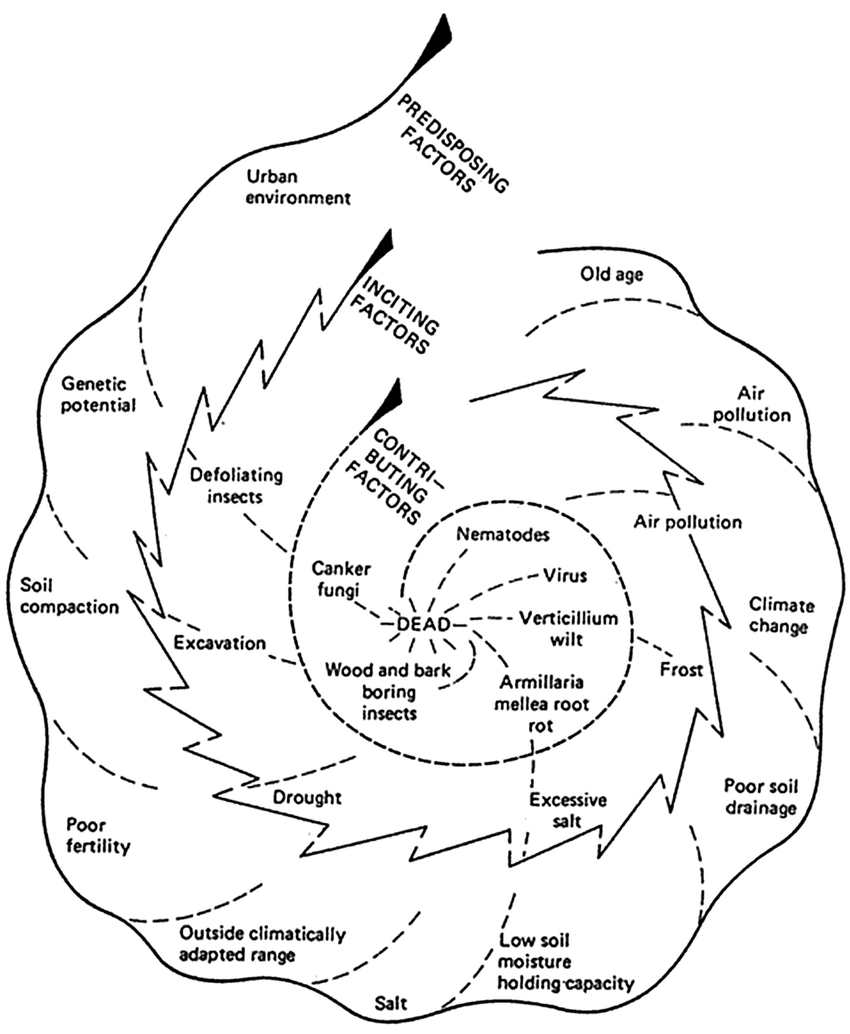 PREDISPOSING
FACTORS
Urban
environment
INCITING
FACTORS
Old age
Genetic
potential
Air
pollution
CONTRI–
BUTING
FACTORS
Defoliating
insects
Air pollution
Nematodes
Canker
fungi
Virus
Soil
compaction
DEAD
Verticillium
wilt
Climate
change
Excavation
Frost
Wood and bark
boring
insects
Armillaria
mellea root
rot
Drought
Excessive
salt
Poor soil
drainage
Poor
fertility
Outside climatically
adapted range
Low soil
moisture
holding-capacity
Salt